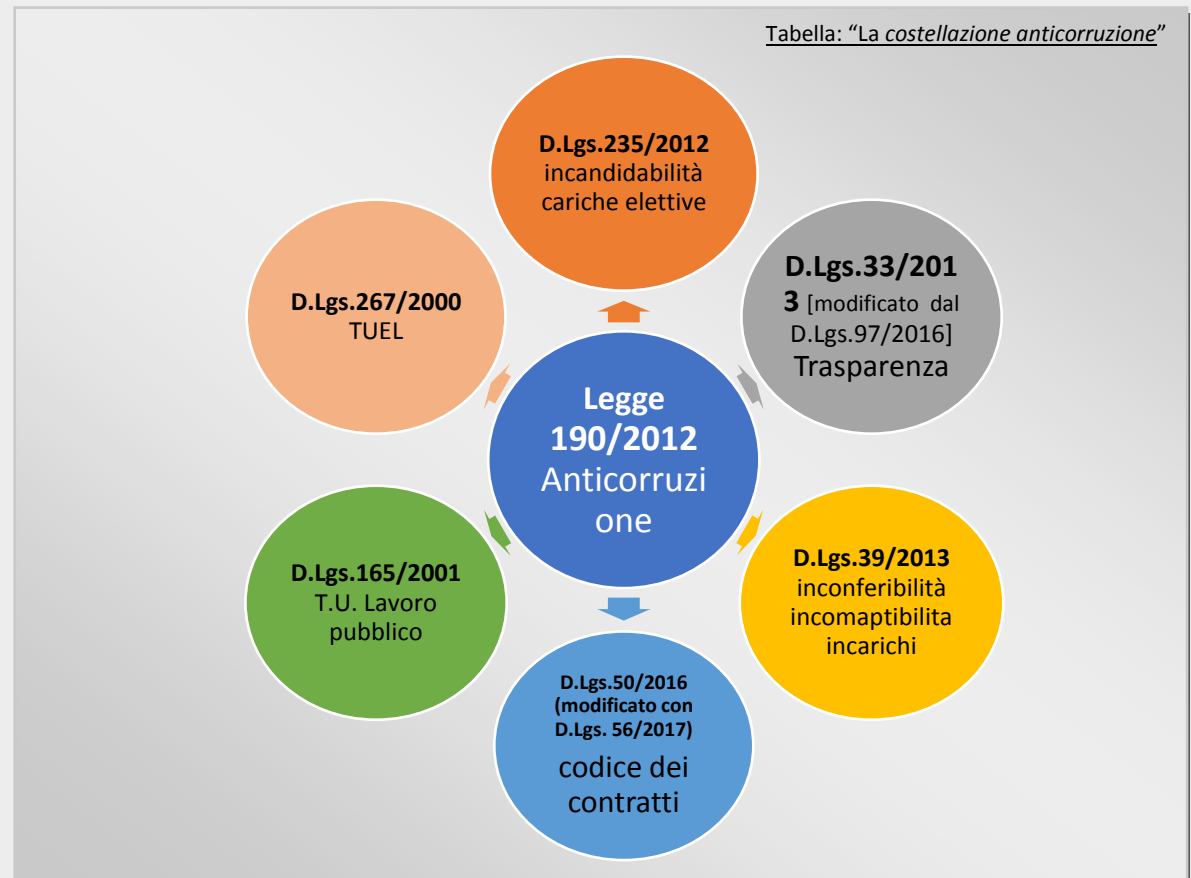 Tabella: “La costellazione anticorruzione”
D.Lgs.235/2012
incandidabilità
cariche elettive
D.Lgs.33/201
3 [modificato dal
D.Lgs.97/2016]
Trasparenza
D.Lgs.267/2000
TUEL
Legge
190/2012
Anticorruzi
one
D.Lgs.165/2001
T.U. Lavoro
pubblico
D.Lgs.39/2013
inconferibilità
incomaptibilita
incarichi
D.Lgs.50/2016
(modificato con
D.Lgs. 56/2017)
codice dei
contratti